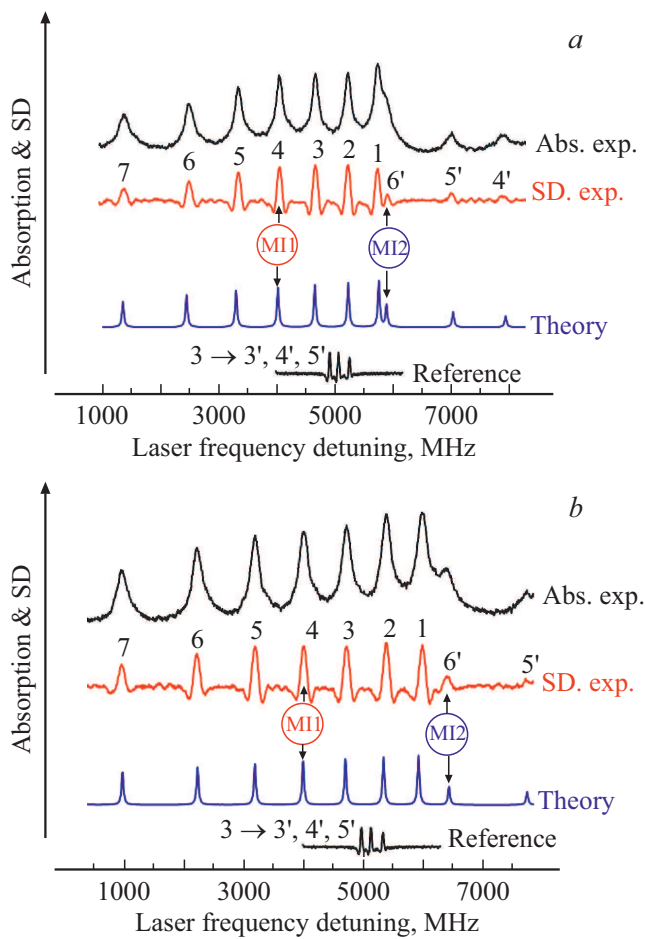 a
Absorption & SD
Abs. exp.
7 6 5 4 3 2 1 6' 5' 4'
SD. exp.
MI1 MI2
Theory
3 → 3', 4', 5'
Reference
1000 3000 5000 7000
Laser frequency detuning, MHz
b
Absorption & SD
Abs. exp.
7 6 5 4 3 2 1 6' 5'
SD. exp.
MI1 MI2
Theory
3 → 3', 4', 5'
Reference
1000 3000 5000 7000
Laser frequency detuning, MHz